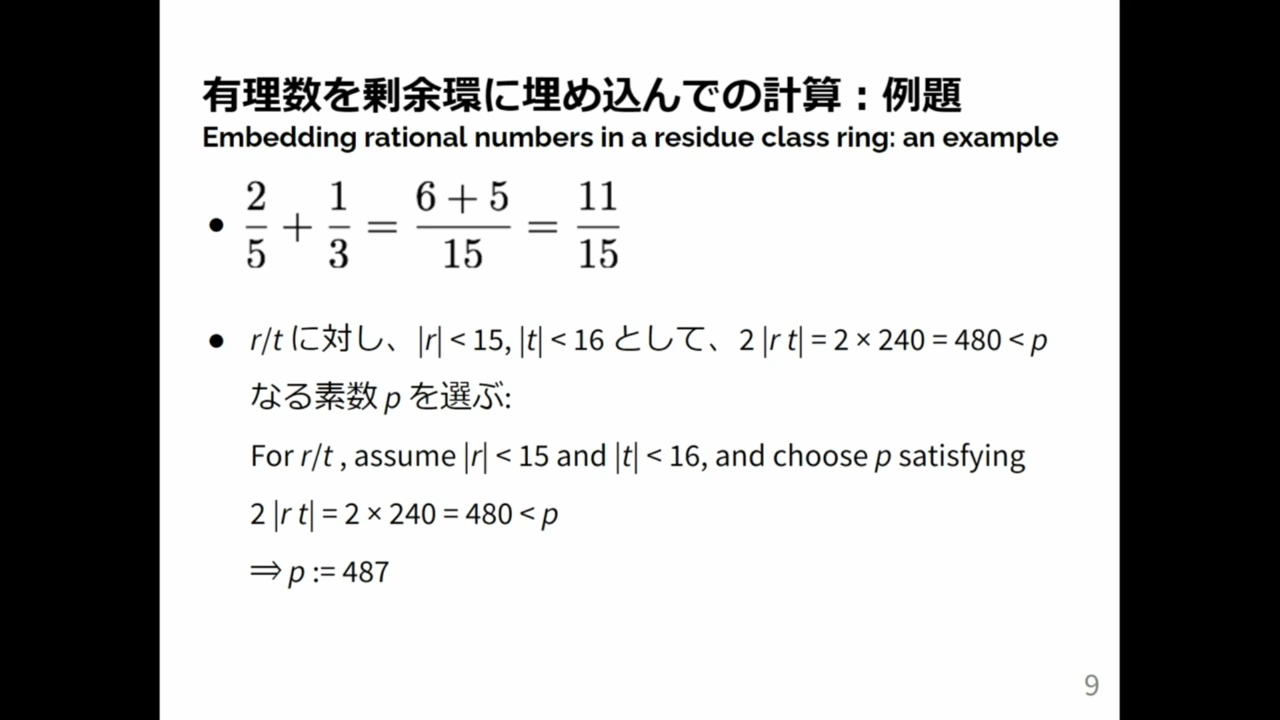 有理数を剰余環に埋め込んでの計算：例題
Embedding rational numbers in a residue class ring: an example
• 2/5 + 1/3 = (6 + 5)/15 = 11/15
• r/t に対し、|r| < 15, |t| < 16 として、2 |r t| = 2 × 240 = 480 < p
なる素数 p を選ぶ:
For r/t , assume |r| < 15 and |t| < 16, and choose p satisfying
2 |r t| = 2 × 240 = 480 < p
⇒ p := 487
9